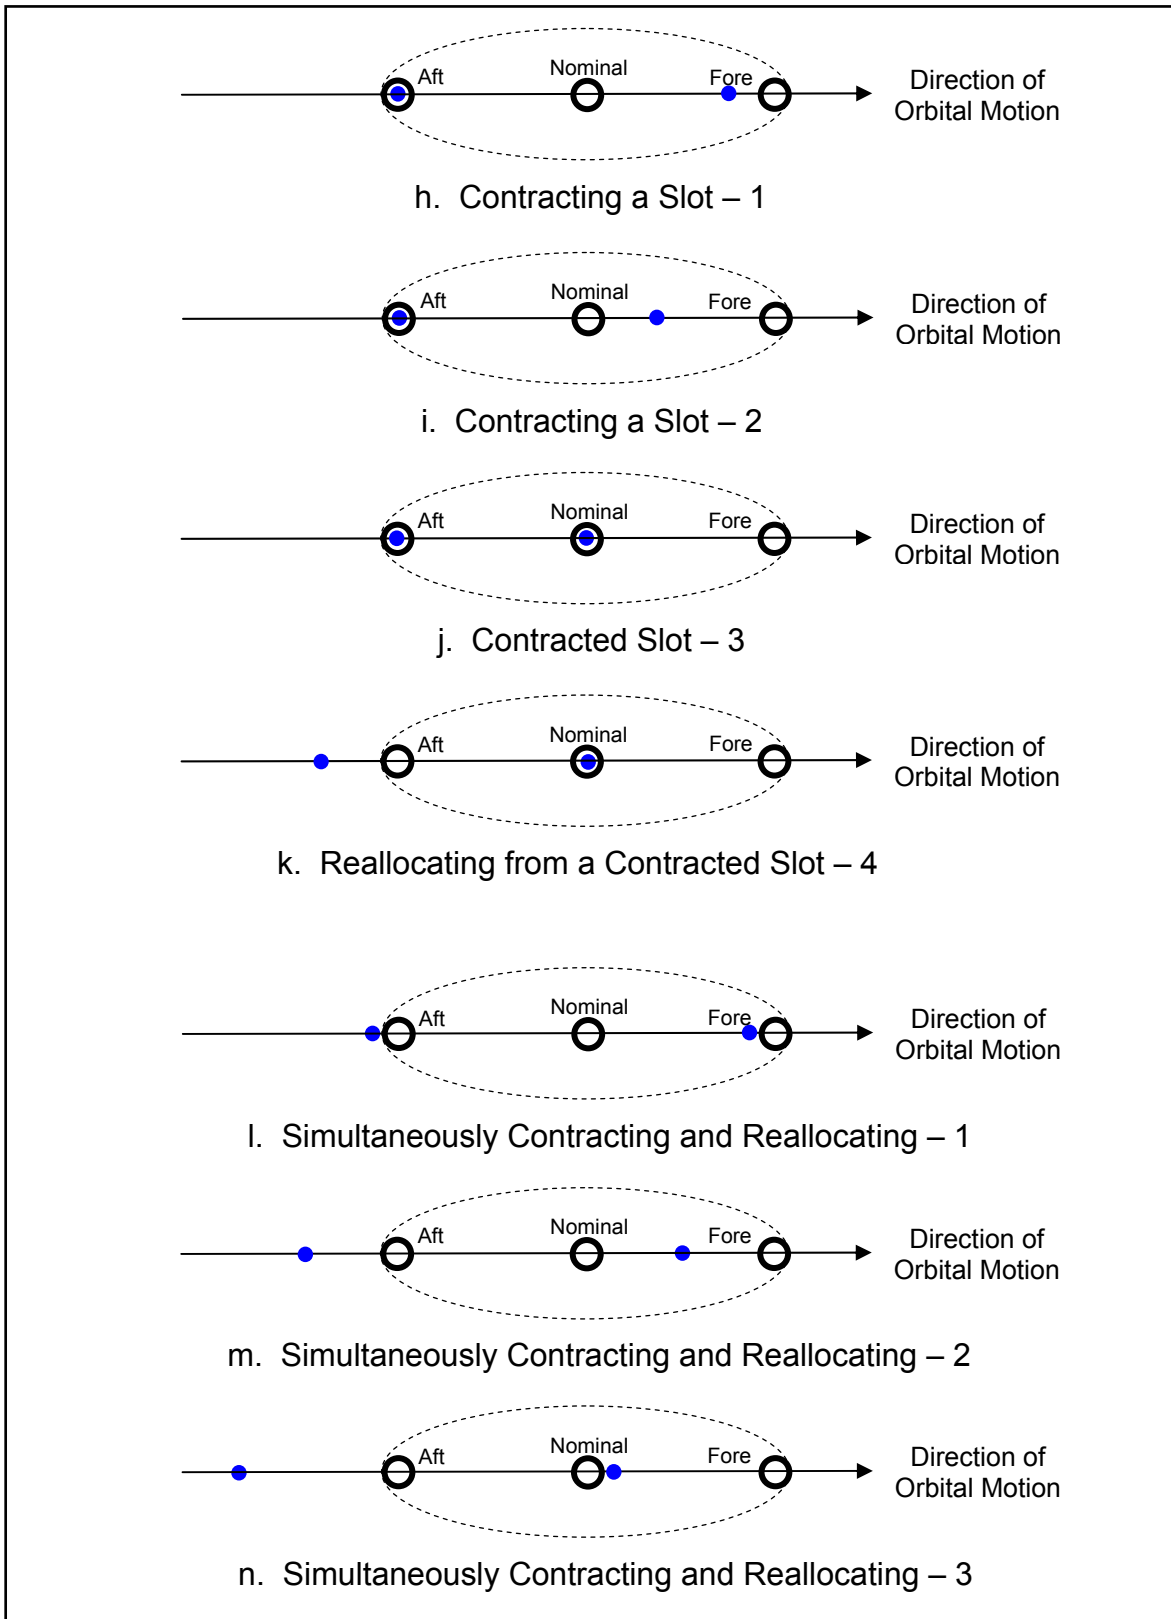 Aft
Nominal
Fore
Direction of
Orbital Motion
h. Contracting a Slot – 1
Aft
Nominal
Fore
Direction of
Orbital Motion
i. Contracting a Slot – 2
Aft
Nominal
Fore
Direction of
Orbital Motion
j. Contracted Slot – 3
Aft
Nominal
Fore
Direction of
Orbital Motion
k. Reallocating from a Contracted Slot – 4
Aft
Nominal
Fore
Direction of
Orbital Motion
l. Simultaneously Contracting and Reallocating – 1
Aft
Nominal
Fore
Direction of
Orbital Motion
m. Simultaneously Contracting and Reallocating – 2
Aft
Nominal
Fore
Direction of
Orbital Motion
n. Simultaneously Contracting and Reallocating – 3